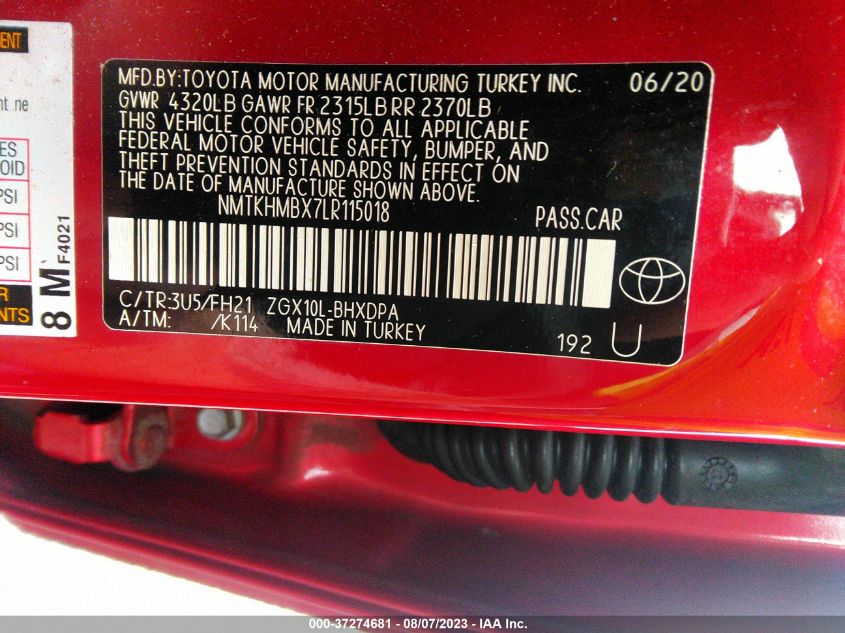 MFD.BY:TOYOTA MOTOR MANUFACTURING TURKEY INC. 06/20
GVWR 4320LB GAWR FR 2315LB RR 2370LB
THIS VEHICLE CONFORMS TO ALL APPLICABLE
FEDERAL MOTOR VEHICLE SAFETY, BUMPER, AND
THEFT PREVENTION STANDARDS IN EFFECT ON
THE DATE OF MANUFACTURE SHOWN ABOVE.
NMTKHMBX7LR115018 PASS.CAR
C/TR:3U5/FH21 ZGX10L-BHXDPA
A/TM: /K114 MADE IN TURKEY 192 U
PSI
PSI
PSI
8 M F4021
000-37274681 - 08/07/2023 - IAA Inc.